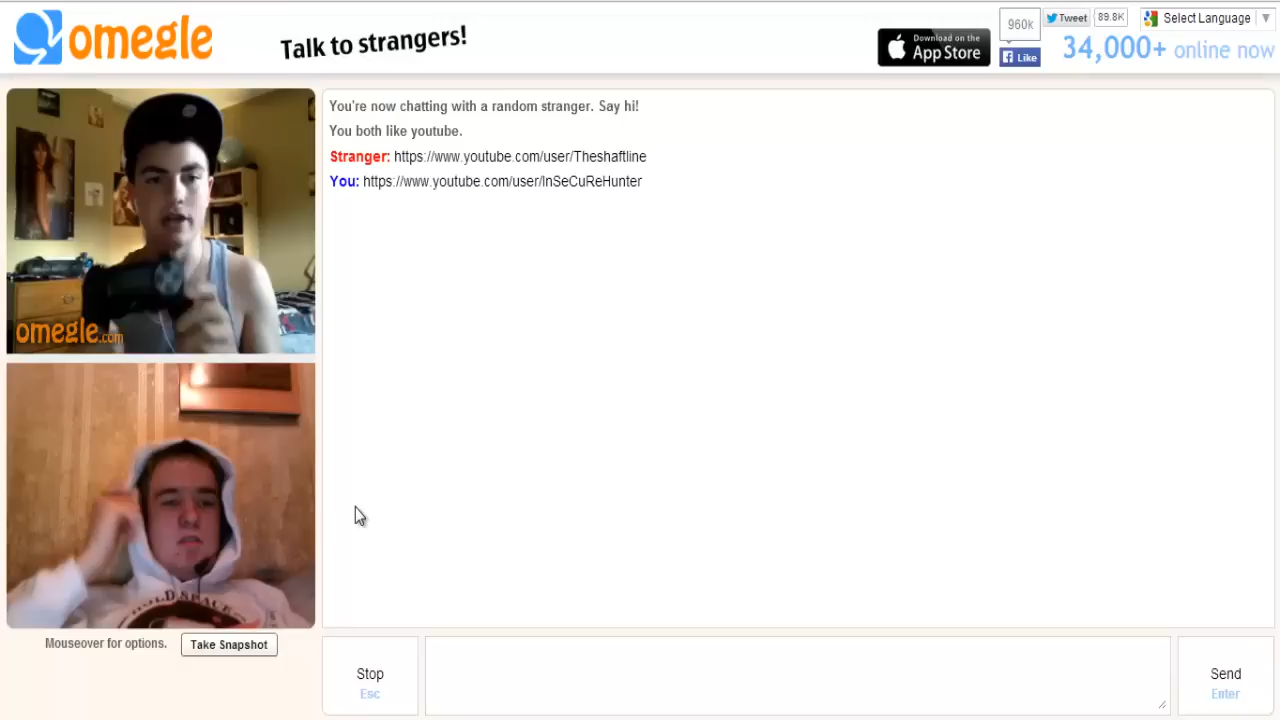 omegle
Talk to strangers!
Download on the
App Store
960k
Like
Tweet
89.8K
Select Language
34,000+ online now
omegle.com
You're now chatting with a random stranger. Say hi!
You both like youtube.
Stranger: https://www.youtube.com/user/Theshaftline
You: https://www.youtube.com/user/InSeCuReHunter
Mouseover for options.
Take Snapshot
Stop
Esc
Send
Enter